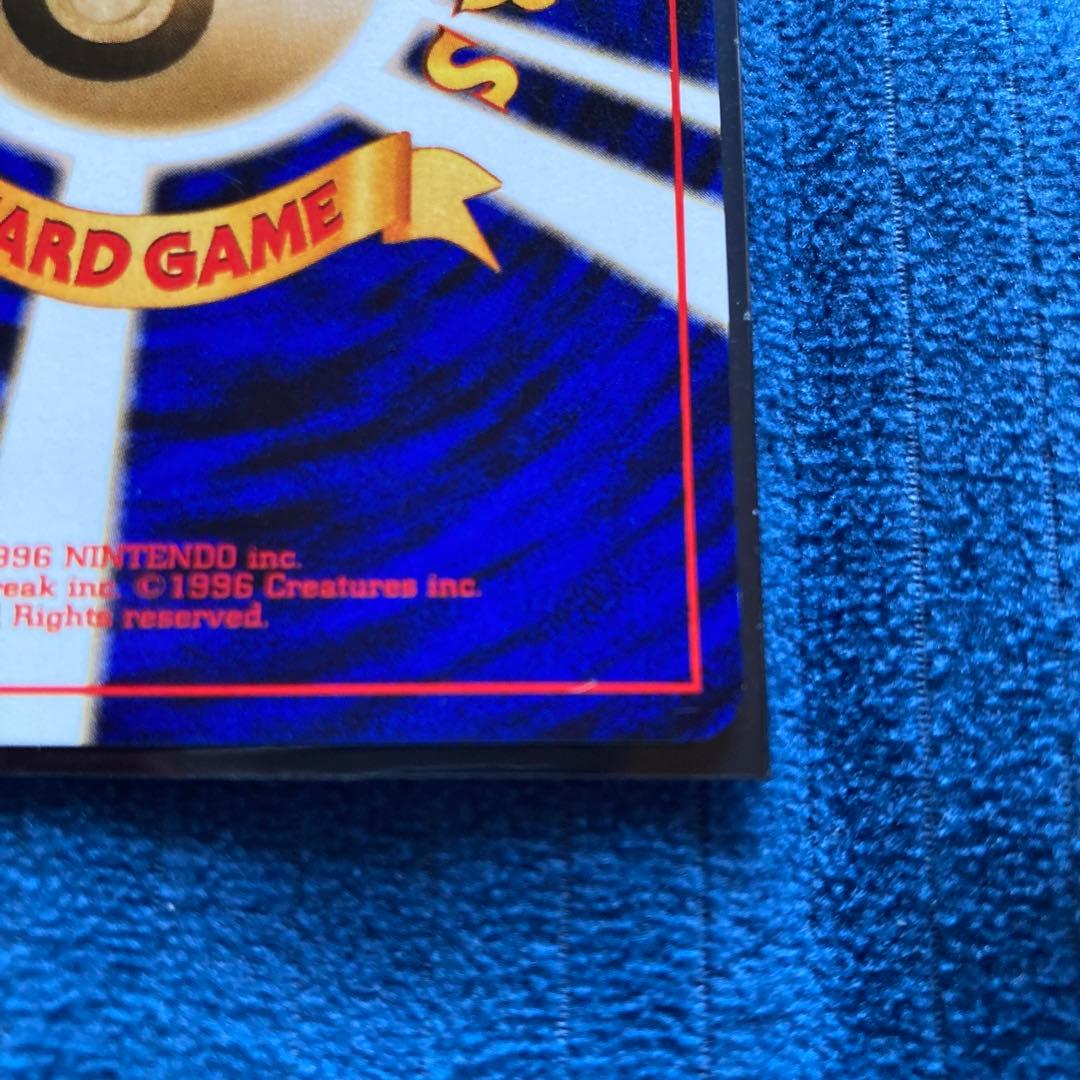 S
ARD GAME
996 NINTENDO inc.
reak inc. ©1996 Creatures inc.
Rights reserved.